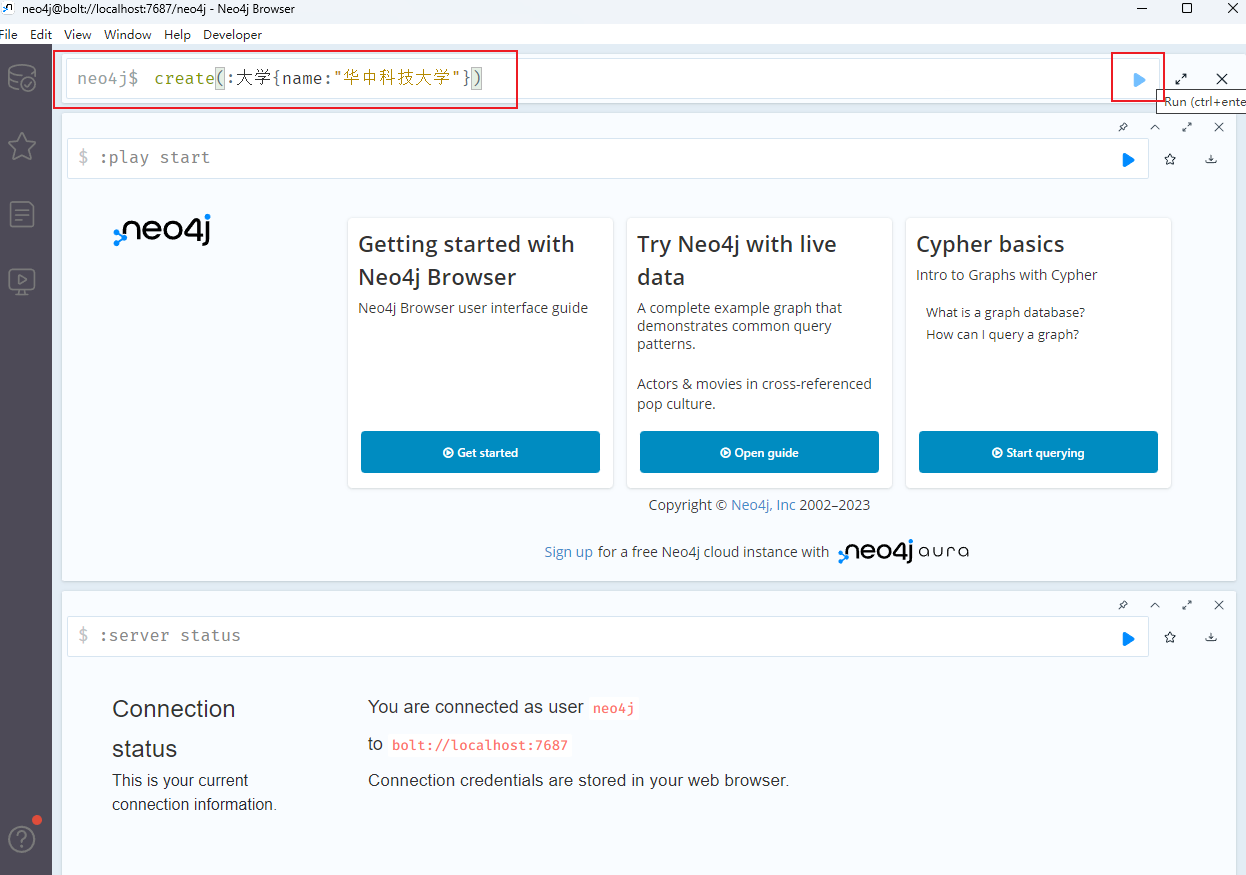 neo4j@bolt://localhost:7687/neo4j - Neo4j Browser
File Edit View Window Help Developer
neo4j$ create(:大学{name:"华中科技大学"})
Run (ctrl+ente
$ :play start
neo4j
Getting started with
Neo4j Browser
Neo4j Browser user interface guide
Get started
Try Neo4j with live
data
A complete example graph that
demonstrates common query
patterns.
Actors & movies in cross-referenced
pop culture.
Open guide
Cypher basics
Intro to Graphs with Cypher
What is a graph database?
How can I query a graph?
Start querying
Copyright © Neo4j, Inc 2002–2023
Sign up for a free Neo4j cloud instance with neo4j aura
$ :server status
Connection
status
This is your current
connection information.
You are connected as user neo4j
to bolt://localhost:7687
Connection credentials are stored in your web browser.